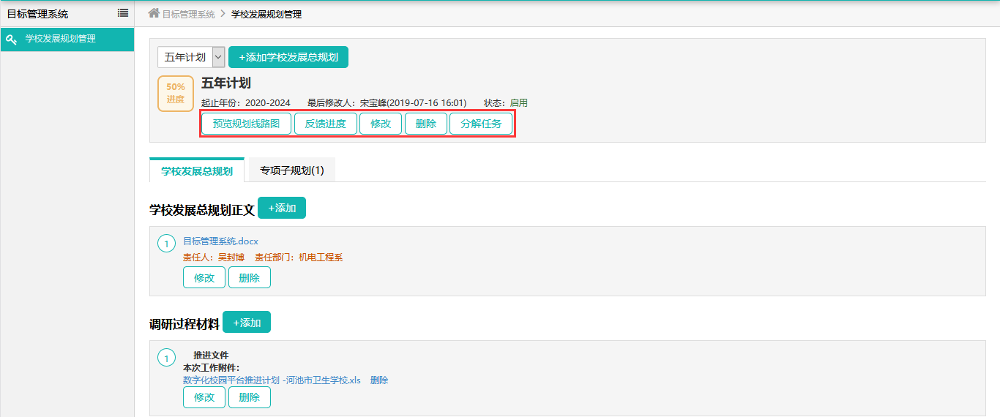 目标管理系统
目标管理系统 > 学校发展规划管理
学校发展规划管理
五年计划 +添加学校发展总规划
50%
进度
五年计划
起止年份：2020-2024 最后修改人：宋宝峰(2019-07-16 16:01) 状态：启用
预览规划线路图 反馈进度 修改 删除 分解任务
学校发展总规划 专项子规划(1)
学校发展总规划正文 +添加
1 目标管理系统.docx
责任人：吴封博 责任部门：机电工程系
修改 删除
调研过程材料 +添加
1 推进文件
本次工作附件：
数字化校园平台推进计划 -河池市卫生学校.xls 删除
修改 删除